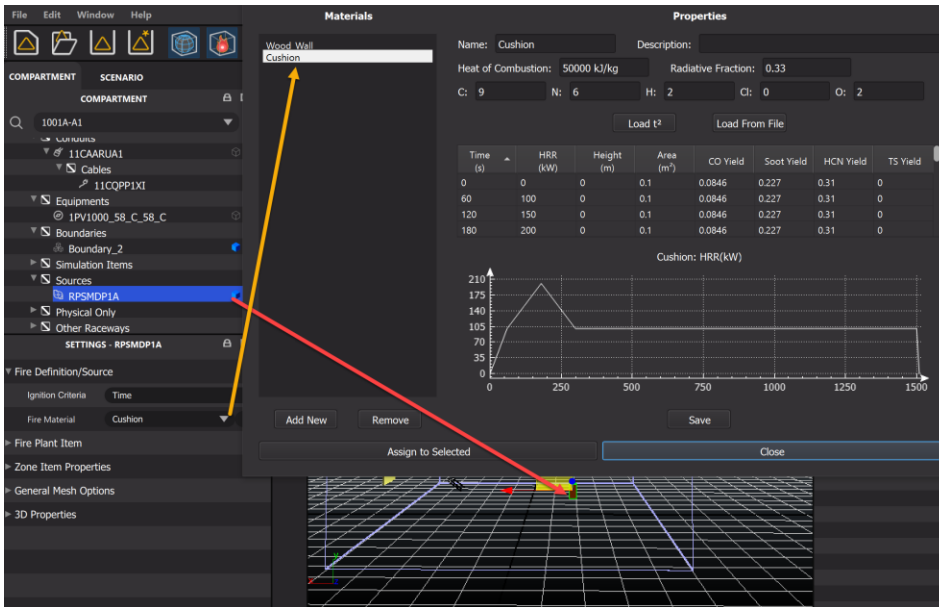 File Edit Window Help
COMPARTMENT SCENARIO
COMPARTMENT
1001A-A1
Conduits
11CAARUA1
Cables
11CQPP1XI
Equipments
1PV1000_58_C_58_C
Boundaries
Boundary_2
Simulation Items
Sources
RPSMDP1A
Physical Only
Other Raceways
SETTINGS - RPSMDP1A
Fire Definition/Source
Ignition Criteria Time
Fire Material Cushion
Fire Plant Item
Zone Item Properties
General Mesh Options
3D Properties
Materials
Wood Wall
Cushion
Add New Remove
Properties
Name: Cushion Description:
Heat of Combustion: 50000 kJ/kg Radiative Fraction: 0.33
C: 9 N: 6 H: 2 Cl: 0 O: 2
Load t² Load From File
Time (s) HRR (kW) Height (m) Area (m²) CO Yield Soot Yield HCN Yield TS Yield
0 0 0 0.1 0.0846 0.227 0.31 0
60 100 0 0.1 0.0846 0.227 0.31 0
120 150 0 0.1 0.0846 0.227 0.31 0
180 200 0 0.1 0.0846 0.227 0.31 0
Cushion: HRR(kW)
210
175
140
105
70
35
0
0 250 500 750 1000 1250 1500
Save
Assign to Selected Close